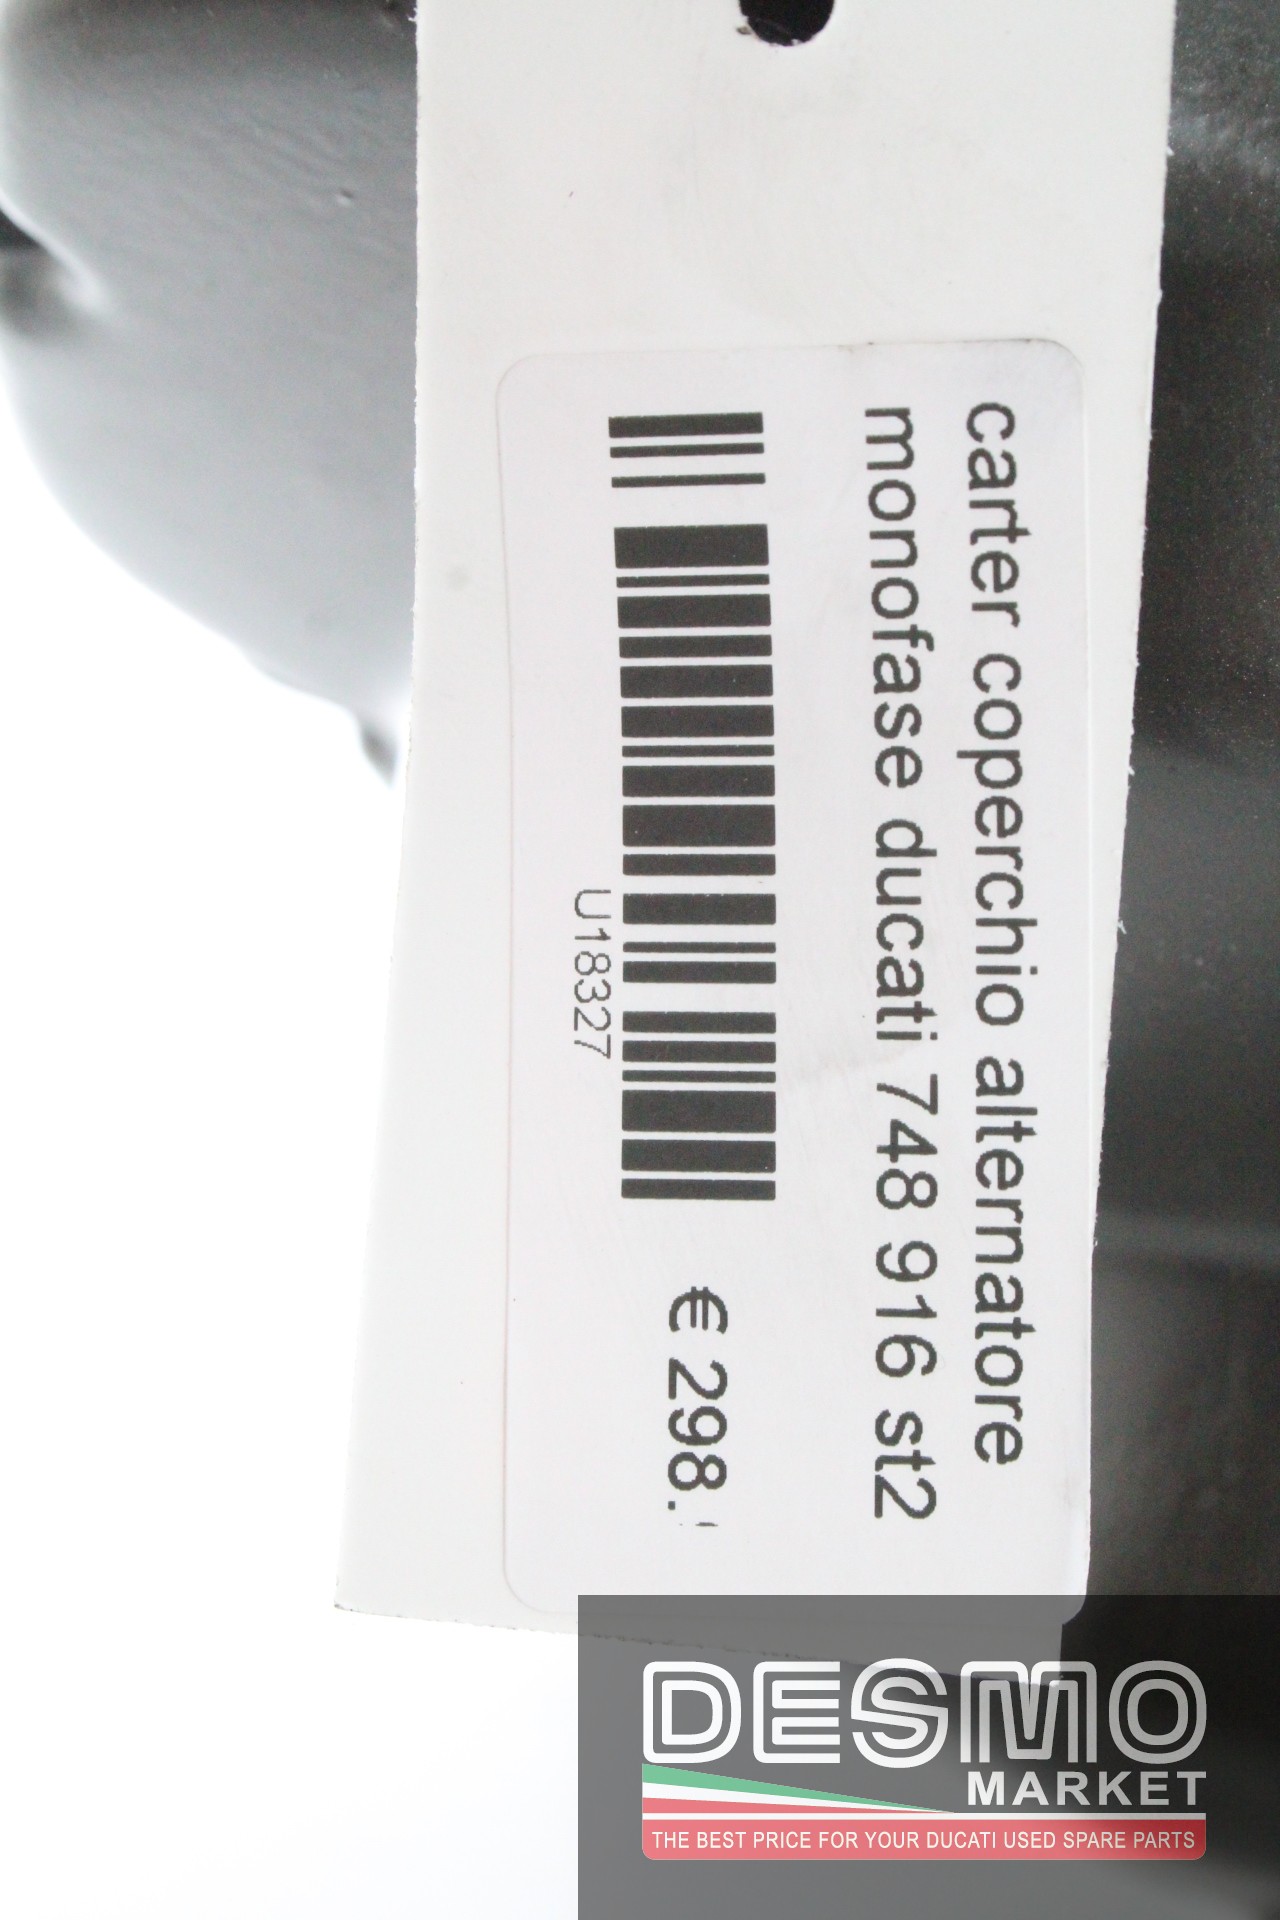 carter coperchio alternatore
monofase ducati 748 916 st2
€ 298.
U18327
DESMO
MARKET
THE BEST PRICE FOR YOUR DUCATI USED SPARE PARTS